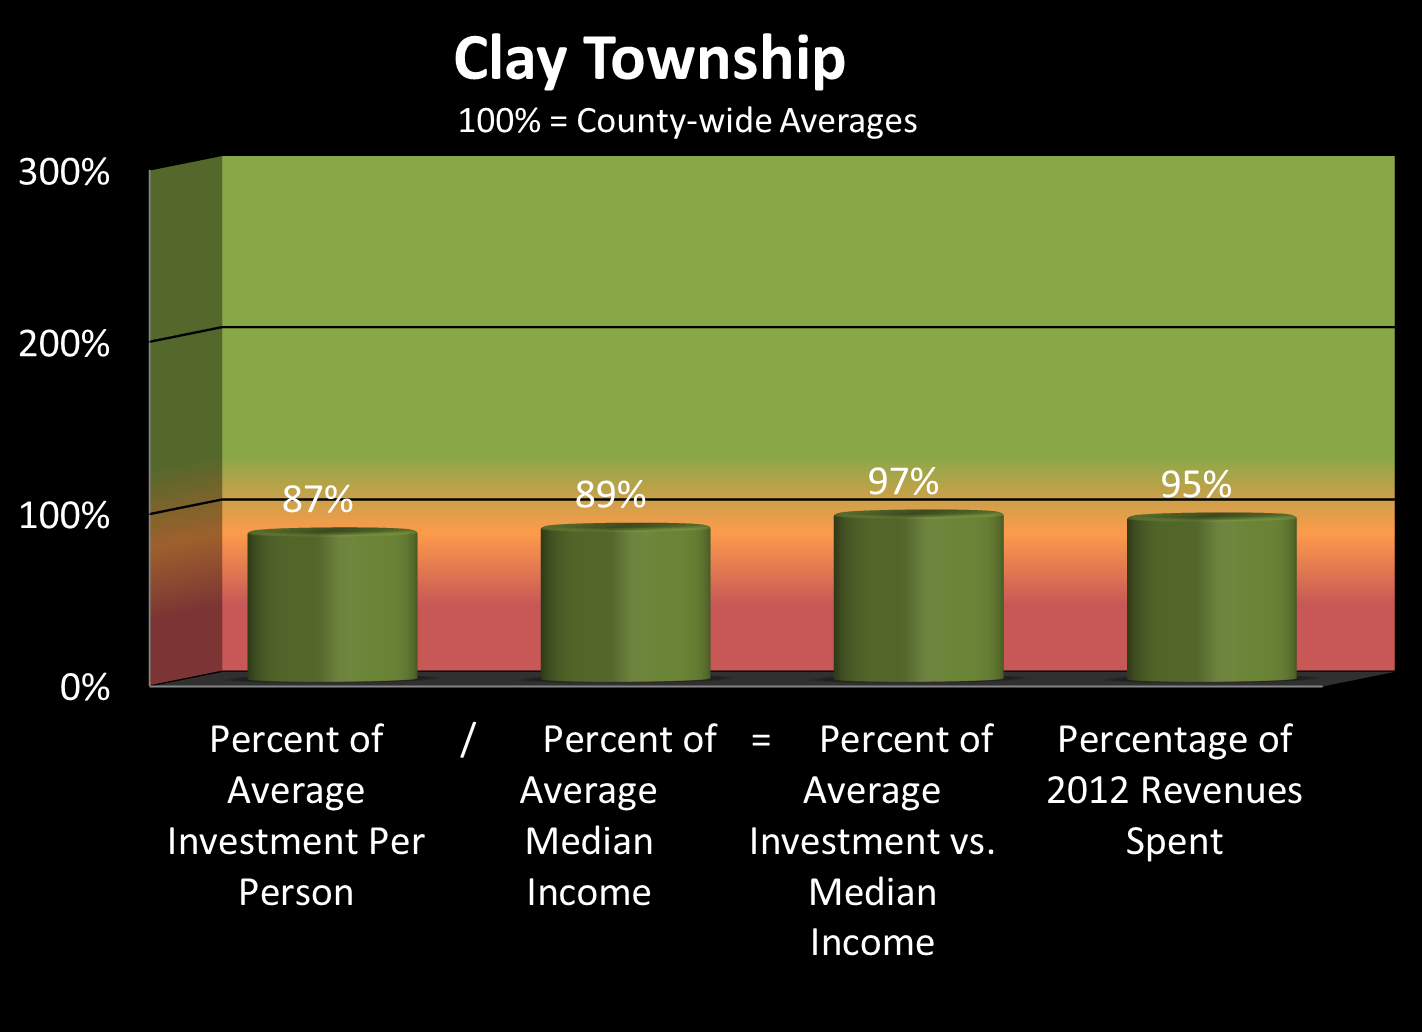 Clay Township
100% = County-wide Averages
300%
200%
100%
0%
87%
89%
97%
95%
Percent of
Average
Investment Per
Person
/
Percent of
Average
Median
Income
=
Percent of
Average
Investment vs.
Median
Income
Percentage of
2012 Revenues
Spent